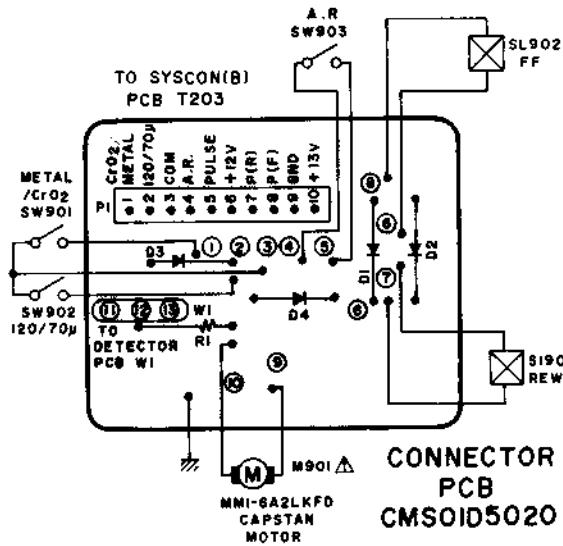 A.R
SW903
SL902
FF
TO SYSCON(B)
PCB T203
CrO2/
METAL
120/70μ
COM
A.R.
PULSE
+12V
P(R)
P(F)
GND
+13V
P1
1 2 3 4 5 6 7 8 9 10
METAL
/CrO2
SW901
8
D3
1
2
3
4
5
6
D1
D2
7
D4
6
SW902
120/70μ
11 12 13 W1
TO
DETECTOR
PCB W1
R1
9
10
S190
REW
M
M901
MM1-6A2LKFD
CAPSTAN
MOTOR
CONNECTOR
PCB
CMS01D5020